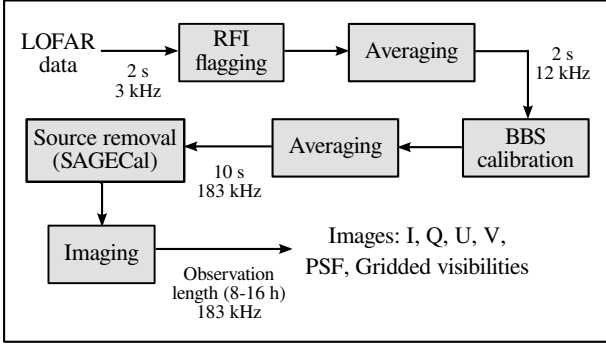 LOFAR
data
2 s
3 kHz
RFI
flagging
Averaging
2 s
12 kHz
BBS
calibration
Averaging
10 s
183 kHz
Source removal
(SAGECal)
Imaging
Observation
length (8-16 h)
183 kHz
Images: I, Q, U, V,
PSF, Gridded visibilities